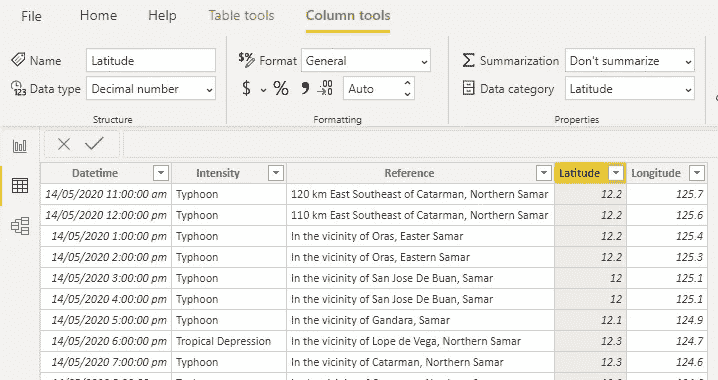 File Home Help Table tools Column tools
Name Latitude Format General Summarization Don't summarize
123 Data type Decimal number $ % Auto Data category Latitude
Structure Formatting Properties
Datetime Intensity Reference Latitude Longitude
14/05/2020 11:00:00 am Typhoon 120 km East Southeast of Catarman, Northern Samar 12.2 125.7
14/05/2020 12:00:00 pm Typhoon 110 km East Southeast of Catarman, Northern Samar 12.2 125.6
14/05/2020 1:00:00 pm Typhoon In the vicinity of Oras, Easter Samar 12.2 125.4
14/05/2020 2:00:00 pm Typhoon In the vicinity of Oras, Eastern Samar 12.2 125.3
14/05/2020 3:00:00 pm Typhoon In the vicinity of San Jose De Buan, Samar 12 125.1
14/05/2020 4:00:00 pm Typhoon In the vicinity of San Jose De Buan, Samar 12 125.1
14/05/2020 5:00:00 pm Typhoon In the vicinity of Gandara, Samar 12.1 124.9
14/05/2020 6:00:00 pm Tropical Depression In the vicinity of Lope de Vega, Northern Samar 12.3 124.7
14/05/2020 7:00:00 pm Typhoon In the vicinity of Catarman, Northern Samar 12.3 124.6